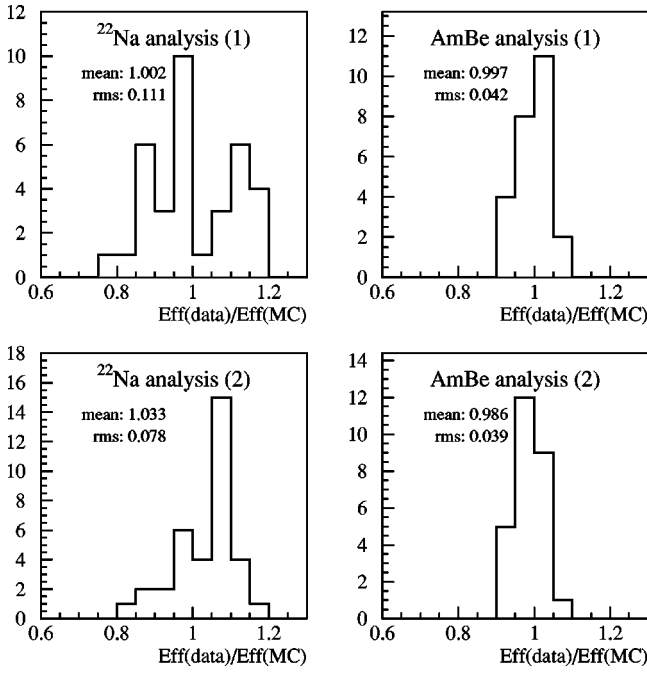 ²²Na analysis (1)
mean: 1.002
rms: 0.111
12
10
8
6
4
2
0
0.6 0.8 1 1.2
Eff(data)/Eff(MC)
AmBe analysis (1)
mean: 0.997
rms: 0.042
12
10
8
6
4
2
0
0.6 0.8 1 1.2
Eff(data)/Eff(MC)
²²Na analysis (2)
mean: 1.033
rms: 0.078
18
16
14
12
10
8
6
4
2
0
0.6 0.8 1 1.2
Eff(data)/Eff(MC)
AmBe analysis (2)
mean: 0.986
rms: 0.039
14
12
10
8
6
4
2
0
0.6 0.8 1 1.2
Eff(data)/Eff(MC)